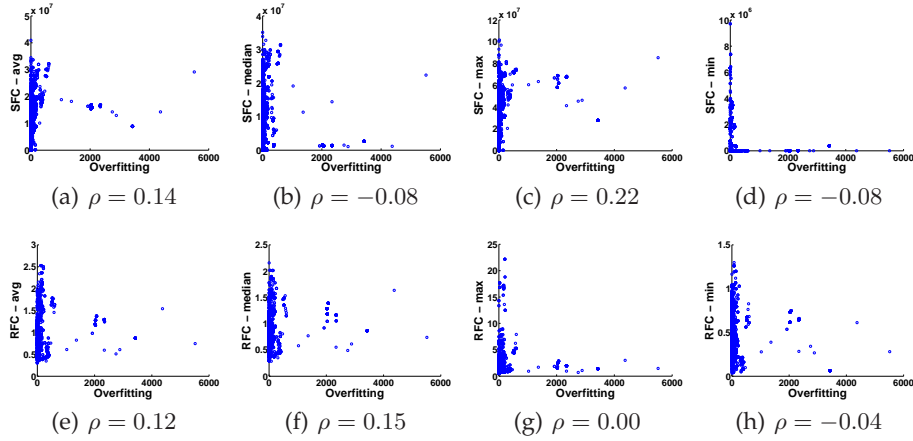 x 10^7
5
4
3
2
1
0
SFC – avg
0 2000 4000 6000
Overfitting
(a) ρ = 0.14
x 10^7
4
3
2
1
0
SFC – median
0 2000 4000 6000
Overfitting
(b) ρ = −0.08
x 10^7
12
10
8
6
4
2
0
SFC – max
0 2000 4000 6000
Overfitting
(c) ρ = 0.22
x 10^6
10
8
6
4
2
0
SFC – min
0 2000 4000 6000
Overfitting
(d) ρ = −0.08
3
2.5
2
1.5
1
0.5
0
RFC – avg
0 2000 4000 6000
Overfitting
(e) ρ = 0.12
2.5
2
1.5
1
0.5
0
RFC – median
0 2000 4000 6000
Overfitting
(f) ρ = 0.15
25
20
15
10
5
0
RFC – max
0 2000 4000 6000
Overfitting
(g) ρ = 0.00
1.5
1
0.5
0
RFC – min
0 2000 4000 6000
Overfitting
(h) ρ = −0.04